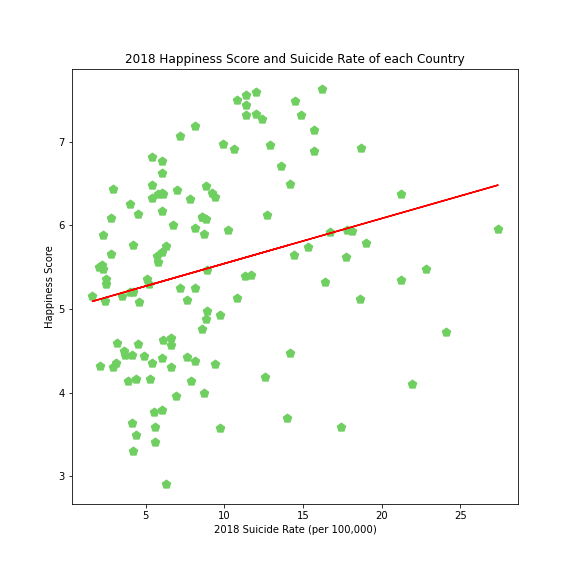 2018 Happiness Score and Suicide Rate of each Country
Happiness Score
7
6
5
4
3
5 10 15 20 25
2018 Suicide Rate (per 100,000)